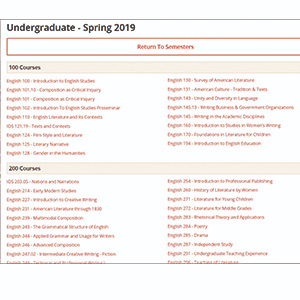 Undergraduate - Spring 2019
Return To Semesters
100 Courses
English 100 - Introduction to English Studies
English 101.10 - Composition as Critical Inquiry
English 101 - Composition as Critical Inquiry
English 102 - Introduction To English Studies Proseminar
English 110 - English Literature and Its Contexts
IDS 121.19 - Texts and Contexts
English 124 - Film Style and Literature
English 125 - Literary Narrative
English 128 - Gender in the Humanities
English 130 - Survey of American Literature
English 131 - American Culture - Tradition & Texts
English 143 - Unity and Diversity in Language
English 145.13 - Writing Business & Government Organizations
English 145 - Writing in the Academic Disciplines
English 160 - Introduction to Studies in Women's Writing
English 170 - Foundations in Literature for Children
English 194 - Introduction to English Education
200 Courses
IDS 203.05 - Nations and Narrations
English 214 - Early Modern Studies
English 227 - Introduction to Creative Writing
English 231 - American Literature through 1830
English 239 - Multimodal Composition
English 243 - The Grammatical Structure of English
English 244 - Applied Grammar and Usage for Writers
English 246 - Advanced Composition
English 247.02 - Intermediate Creative Writing - Fiction
English 249 - Technical and Professional Writing I
English 254 - Introduction to Professional Publishing
English 260 - History of Literature by Women
English 271 - Literature for Young Children
English 272 - Literature for Middle Grades
English 283 - Rhetorical Theory and Applications
English 284 - Poetry
English 285 - Drama
English 287 - Independent Study
English 291 - Undergraduate Teaching Experience
English 296 - Teaching of Literature